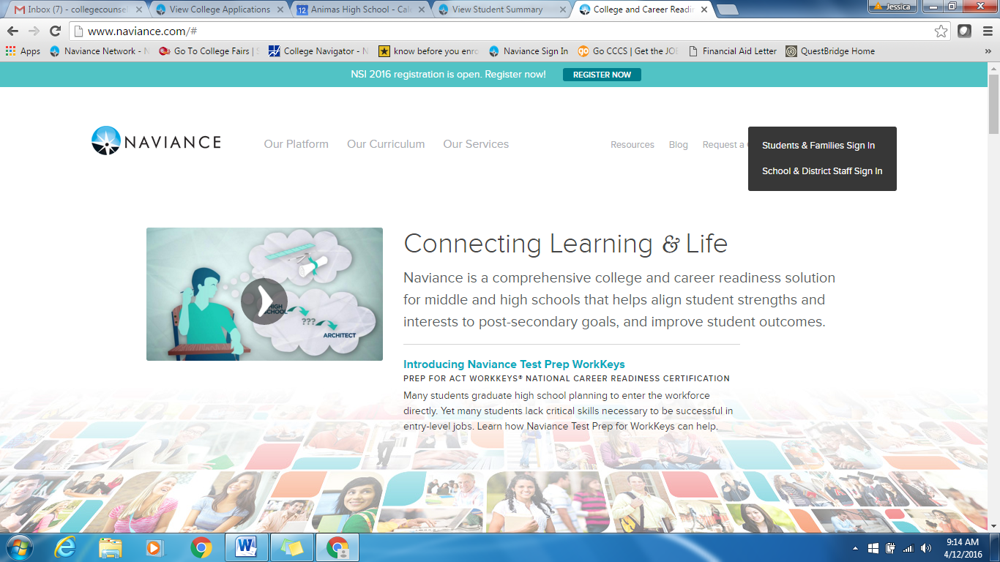 Inbox (7) - collegecounse
View College Applications
12 Animas High School - Cale
View Student Summary
College and Career Readin
Jessica
www.naviance.com/#
Apps
Naviance Network - N
Go To College Fairs | S
College Navigator - N
know before you enro
Naviance Sign In
Go CCCS | Get the JOB
Financial Aid Letter
QuestBridge Home
»
NSI 2016 registration is open. Register now!
REGISTER NOW
NAVIANCE
Our Platform
Our Curriculum
Our Services
Resources
Blog
Request a
Students & Families Sign In
School & District Staff Sign In
HIGH
SCHOOL
???
ARCHITECT
Connecting Learning & Life
Naviance is a comprehensive college and career readiness solution
for middle and high schools that helps align student strengths and
interests to post-secondary goals, and improve student outcomes.
Introducing Naviance Test Prep WorkKeys
PREP FOR ACT WORKKEYS® NATIONAL CAREER READINESS CERTIFICATION
Many students graduate high school planning to enter the workforce
directly. Yet many students lack critical skills necessary to be successful in
entry-level jobs. Learn how Naviance Test Prep for WorkKeys can help.
9:14 AM
4/12/2016